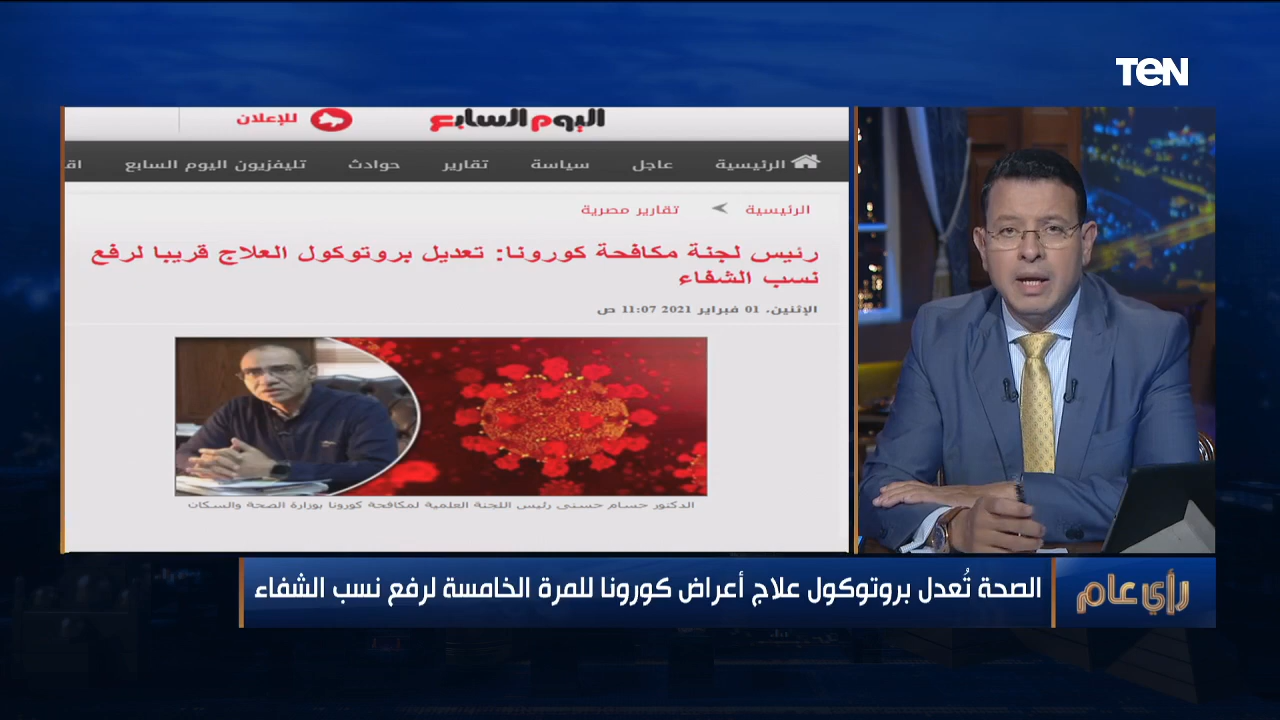 TEN
اليوم السابع
للإعلان
الرئيسية عاجل سياسة تقارير حوادث تليفزيون اليوم السابع
الرئيسية > تقارير مصرية
رئيس لجنة مكافحة كورونا: تعديل بروتوكول العلاج قريبا لرفع
نسب الشفاء
الإثنين، 01 فبراير 2021 11:07 ص
الدكتور حسام حسنى رئيس اللجنة العلمية لمكافحة كورونا بوزارة الصحة والسكان
رأي عام
الصحة تُعدل بروتوكول علاج أعراض كورونا للمرة الخامسة لرفع نسب الشفاء